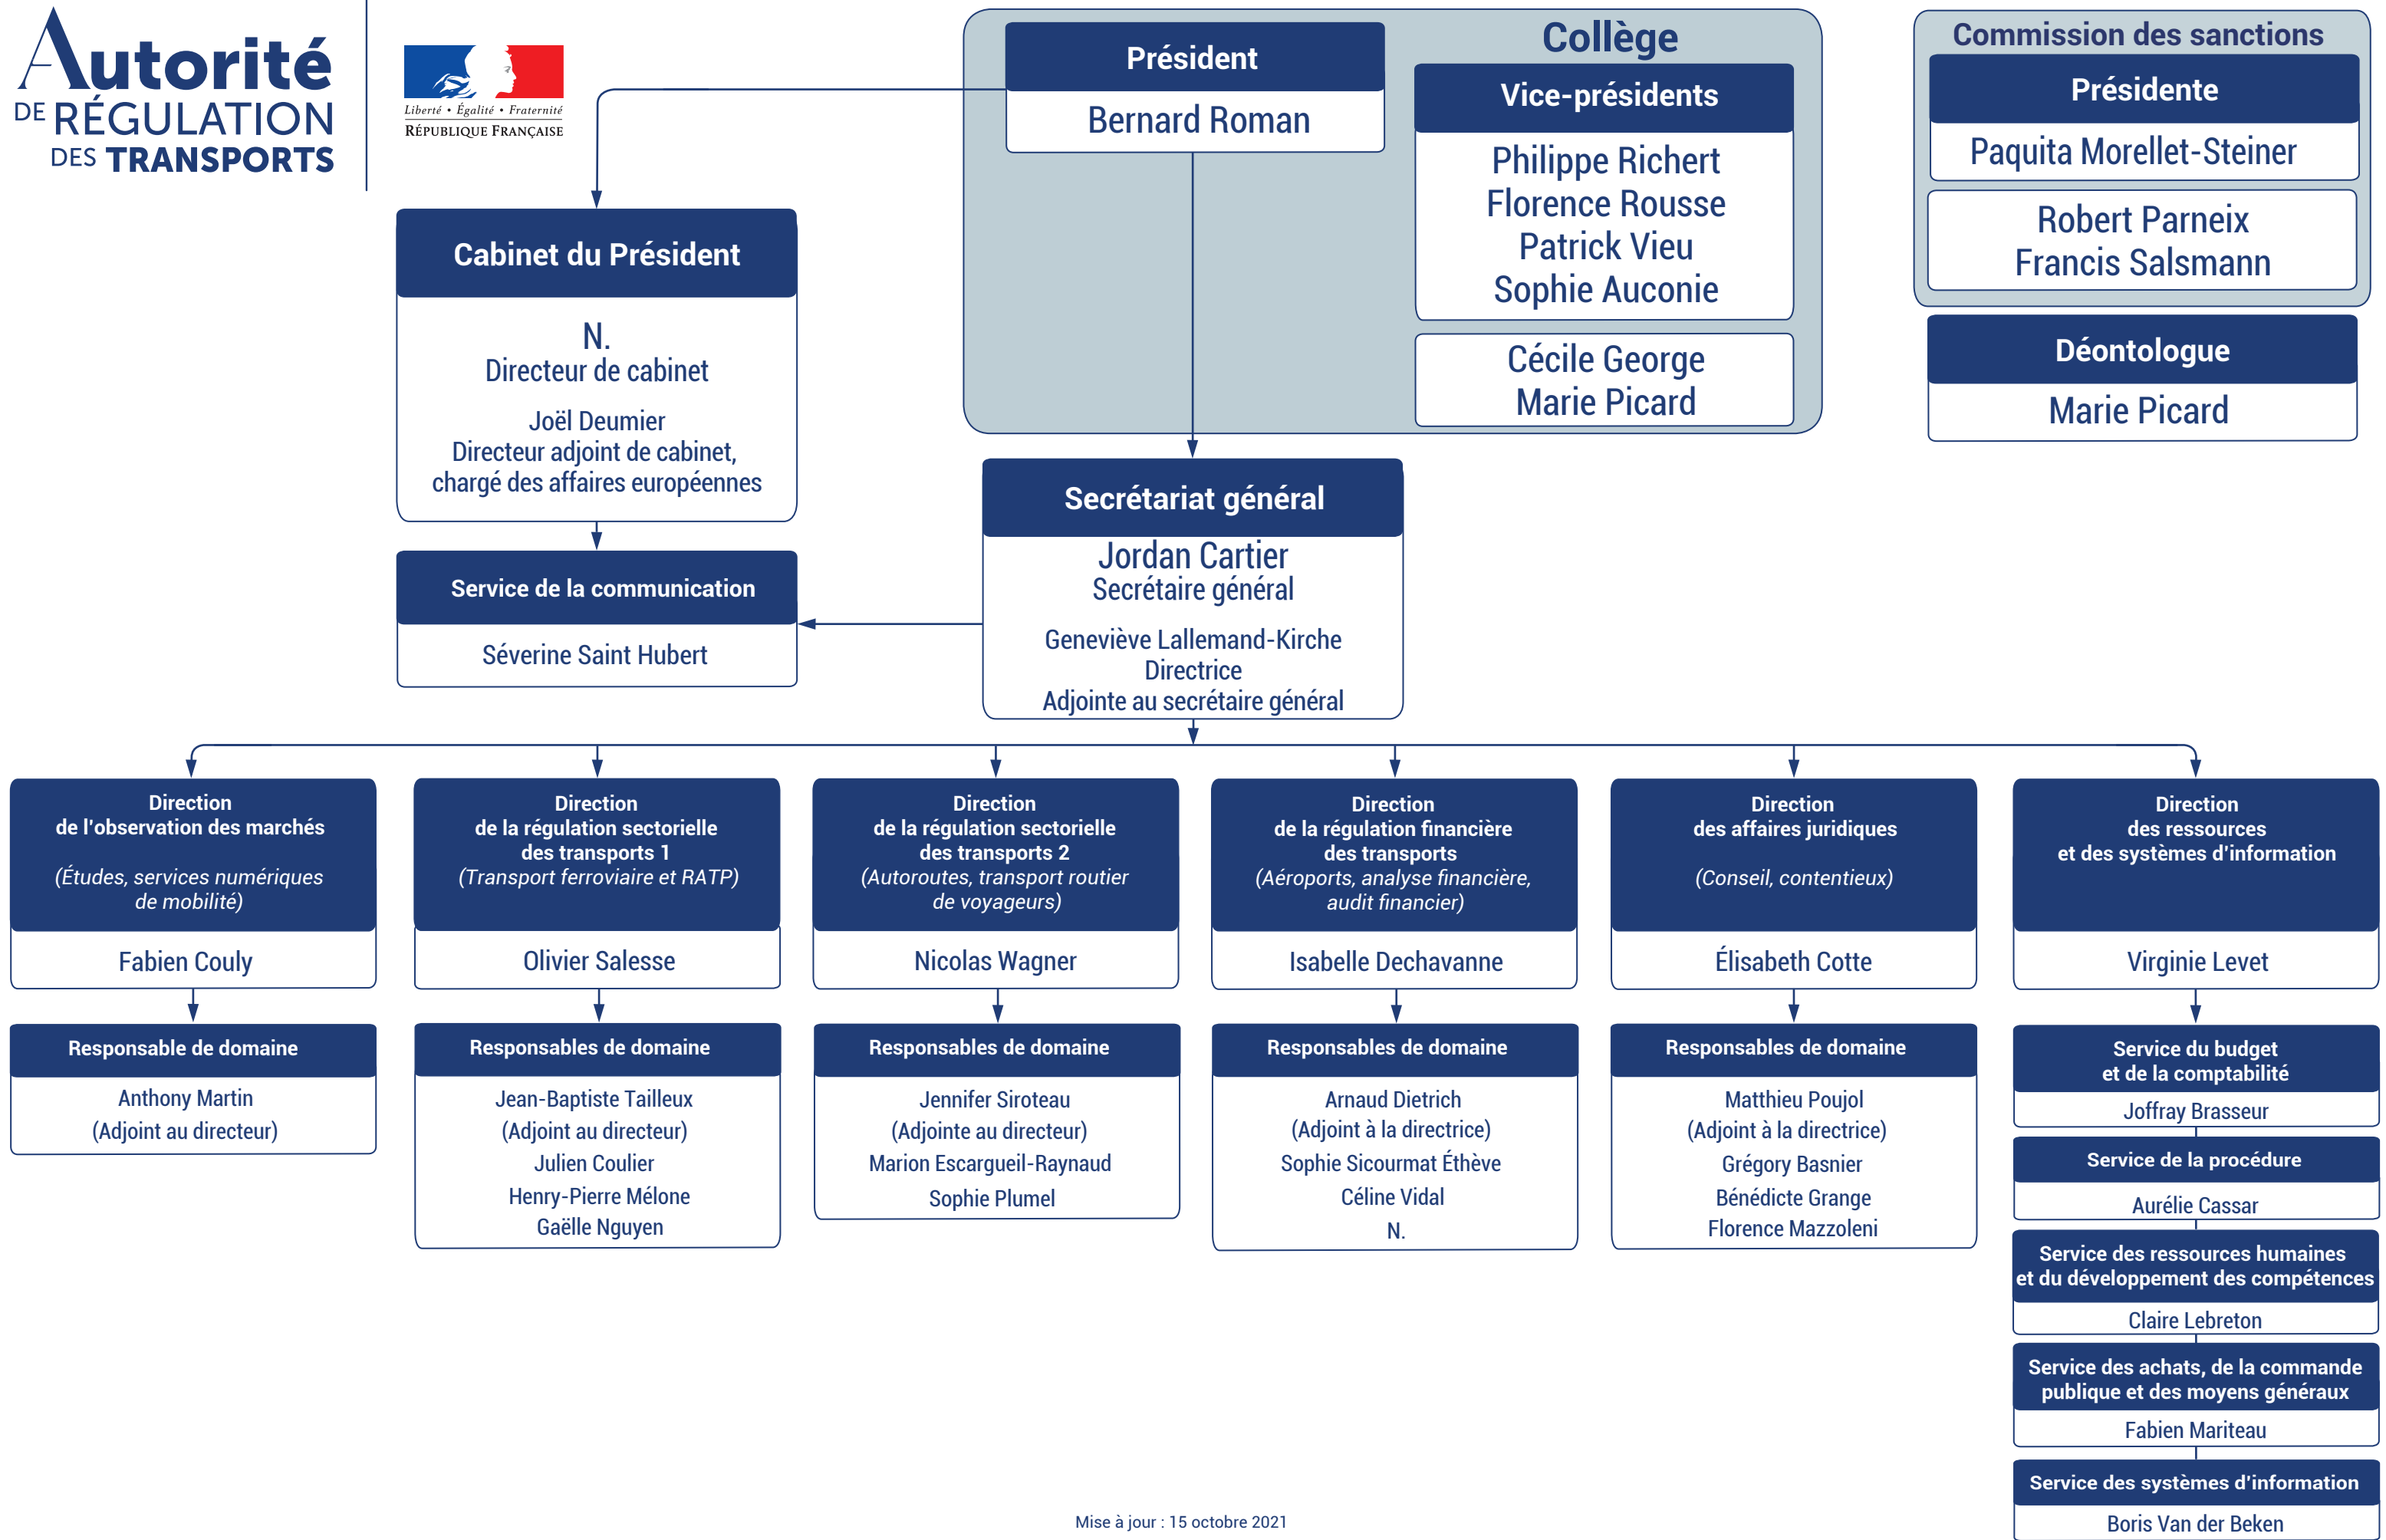 Autorité
DE RÉGULATION
DES TRANSPORTS
Liberté • Égalité • Fraternité
RÉPUBLIQUE FRANÇAISE
Collège
Président
Bernard Roman
Vice-présidents
Philippe Richert
Florence Rousse
Patrick Vieu
Sophie Auconie
Cécile George
Marie Picard
Commission des sanctions
Présidente
Paquita Morellet-Steiner
Robert Parneix
Francis Salsmann
Déontologue
Marie Picard
Cabinet du Président
N.
Directeur de cabinet
Joël Deumier
Directeur adjoint de cabinet,
chargé des affaires européennes
Service de la communication
Séverine Saint Hubert
Secrétariat général
Jordan Cartier
Secrétaire général
Geneviève Lallemand-Kirche
Directrice
Adjointe au secrétaire général
Direction
de l'observation des marchés
(Études, services numériques
de mobilité)
Fabien Couly
Responsable de domaine
Anthony Martin
(Adjoint au directeur)
Direction
de la régulation sectorielle
des transports 1
(Transport ferroviaire et RATP)
Olivier Salesse
Responsables de domaine
Jean-Baptiste Tailleux
(Adjoint au directeur)
Julien Coulier
Henry-Pierre Mélone
Gaëlle Nguyen
Direction
de la régulation sectorielle
des transports 2
(Autoroutes, transport routier
de voyageurs)
Nicolas Wagner
Responsables de domaine
Jennifer Siroteau
(Adjointe au directeur)
Marion Escargueil-Raynaud
Sophie Plumel
Direction
de la régulation financière
des transports
(Aéroports, analyse financière,
audit financier)
Isabelle Dechavanne
Responsables de domaine
Arnaud Dietrich
(Adjoint à la directrice)
Sophie Sicourmat Éthève
Céline Vidal
N.
Direction
des affaires juridiques
(Conseil, contentieux)
Élisabeth Cotte
Responsables de domaine
Matthieu Poujol
(Adjoint à la directrice)
Grégory Basnier
Bénédicte Grange
Florence Mazzoleni
Direction
des ressources
et des systèmes d'information
Virginie Levet
Service du budget
et de la comptabilité
Joffray Brasseur
Service de la procédure
Aurélie Cassar
Service des ressources humaines
et du développement des compétences
Claire Lebreton
Service des achats, de la commande
publique et des moyens généraux
Fabien Mariteau
Service des systèmes d'information
Boris Van der Beken
Mise à jour : 15 octobre 2021